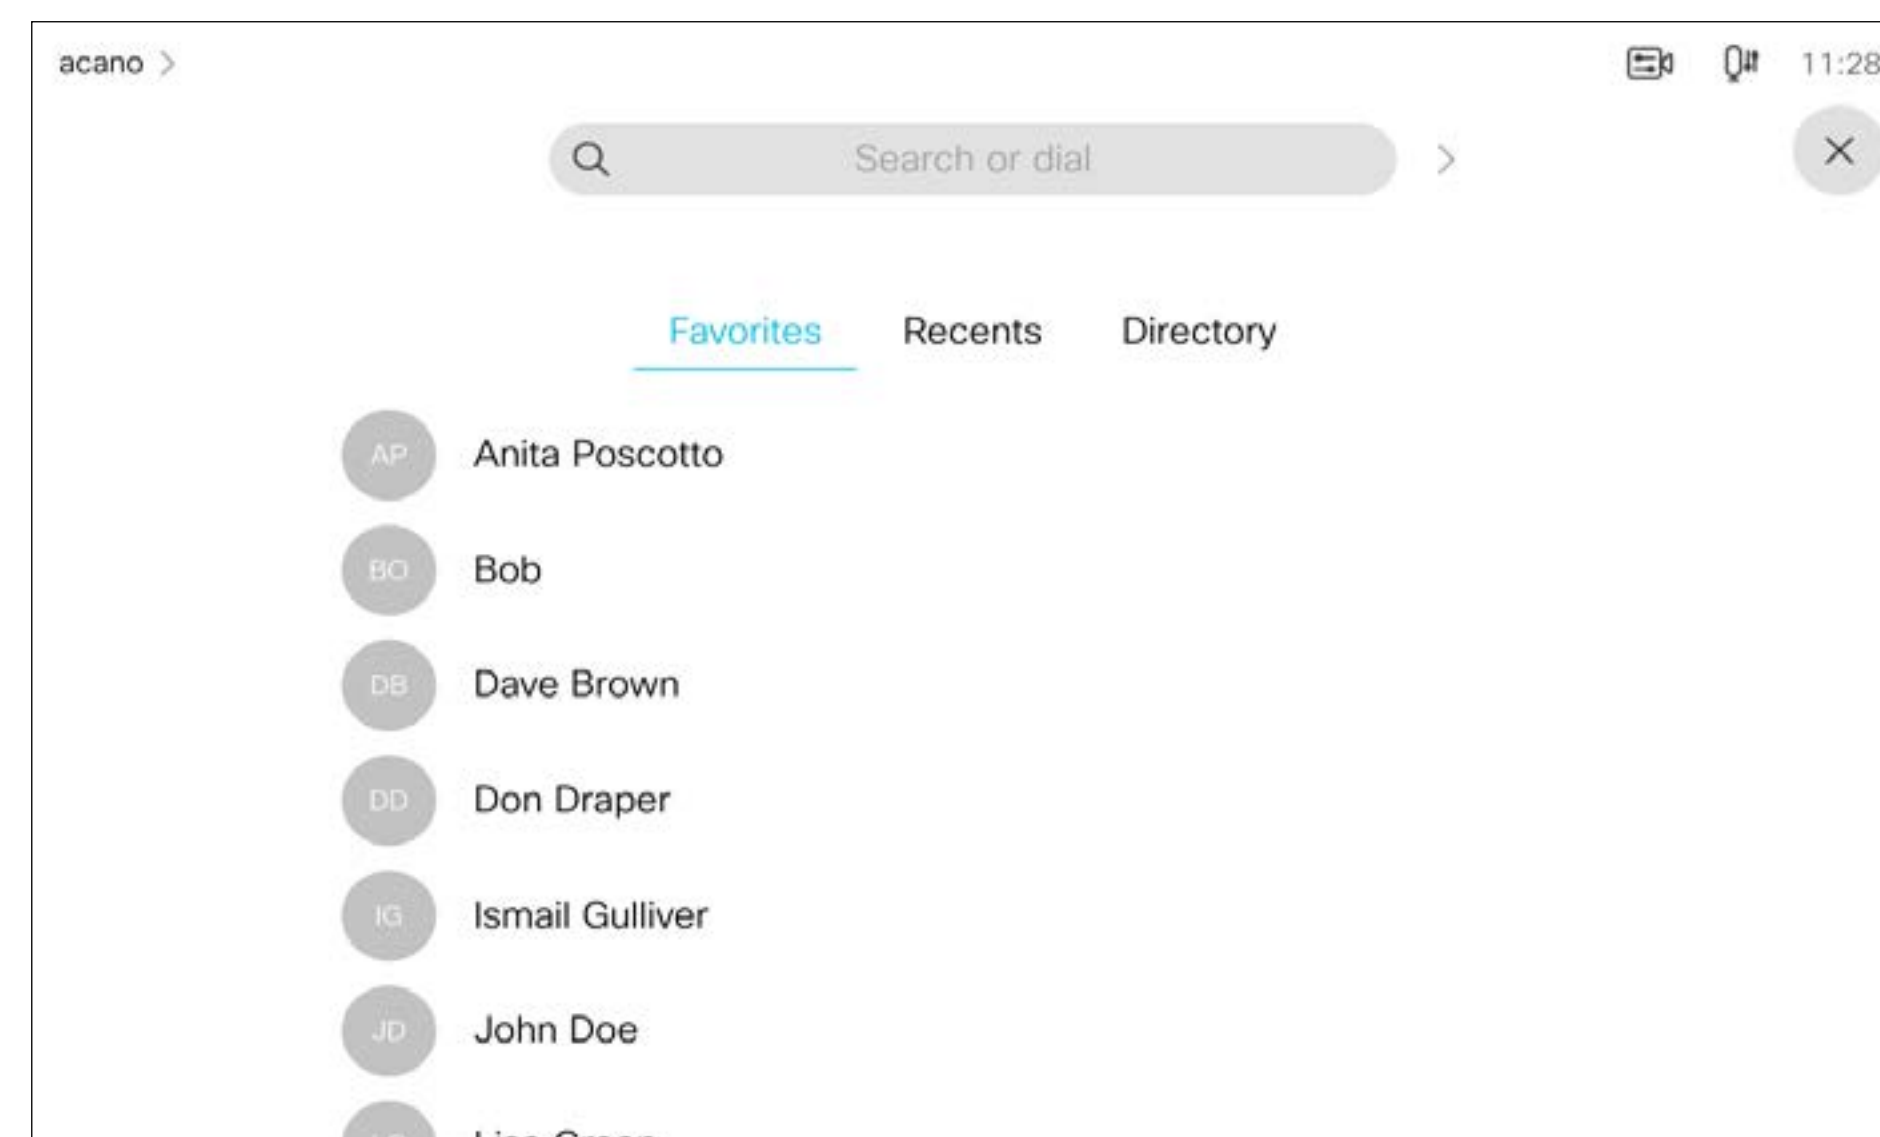 acano
11:28
Search or dial
Favorites Recents Directory
AP Anita Poscotto
BO Bob
DB Dave Brown
DD Don Draper
IG Ismail Gulliver
JD John Doe